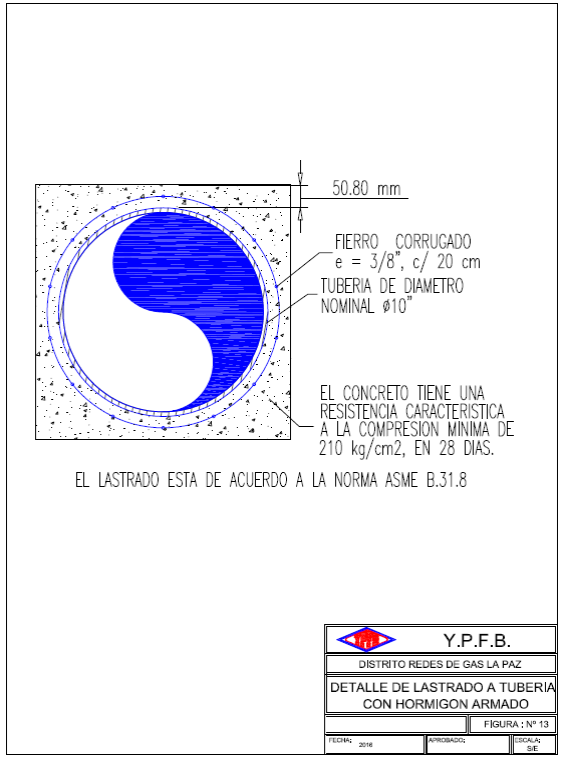 50.80 mm
FIERRO CORRUGADO
e = 3/8", c/ 20 cm
TUBERIA DE DIAMETRO
NOMINAL ø10"
EL CONCRETO TIENE UNA
RESISTENCIA CARACTERISTICA
A LA COMPRESION MINIMA DE
210 kg/cm2, EN 28 DIAS.
EL LASTRADO ESTA DE ACUERDO A LA NORMA ASME B.31.8
Y.P.F.B.
DISTRITO REDES DE GAS LA PAZ
DETALLE DE LASTRADO A TUBERIA
CON HORMIGON ARMADO
FIGURA : Nº 13
FECHA: 2016
APROBADO:
ESCALA: S/E